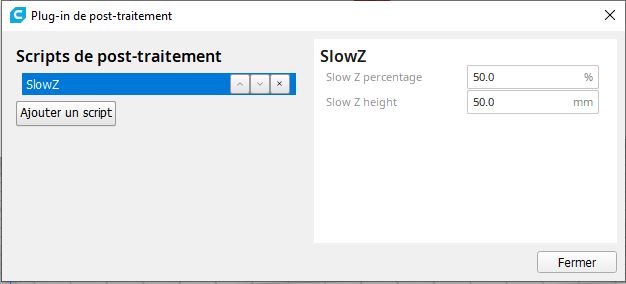 Plug-in de post-traitement
Scripts de post-traitement
SlowZ
Ajouter un script
SlowZ
Slow Z percentage
50.0 %
Slow Z height
50.0 mm
Fermer